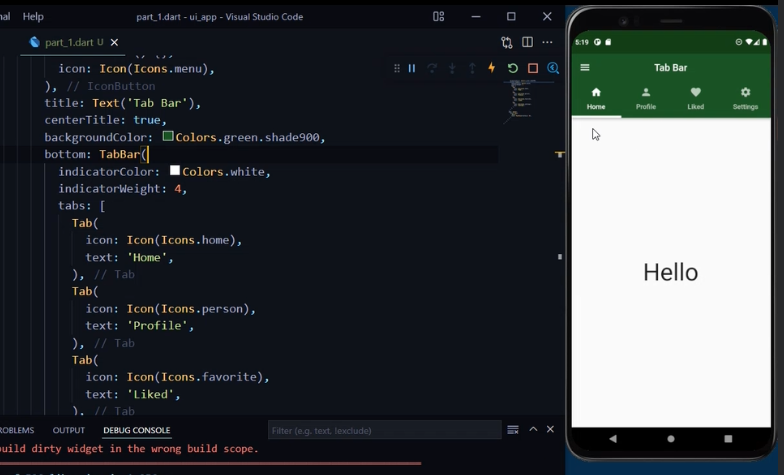 Help
part_1.dart - ui_app - Visual Studio Code
part_1.dart U
icon: Icon(Icons.menu),
), // IconButton
title: Text('Tab Bar'),
centerTitle: true,
backgroundColor: Colors.green.shade900,
bottom: TabBar(
indicatorColor: Colors.white,
indicatorWeight: 4,
tabs: [
Tab(
icon: Icon(Icons.home),
text: 'Home',
), // Tab
Tab(
icon: Icon(Icons.person),
text: 'Profile',
), // Tab
Tab(
icon: Icon(Icons.favorite),
text: 'Liked',
), // Tab
ROBLEMS OUTPUT DEBUG CONSOLE
Filter (e.g. text, !exclude)
uild dirty widget in the wrong build scope.
5:19
Tab Bar
Home Profile Liked Settings
Hello